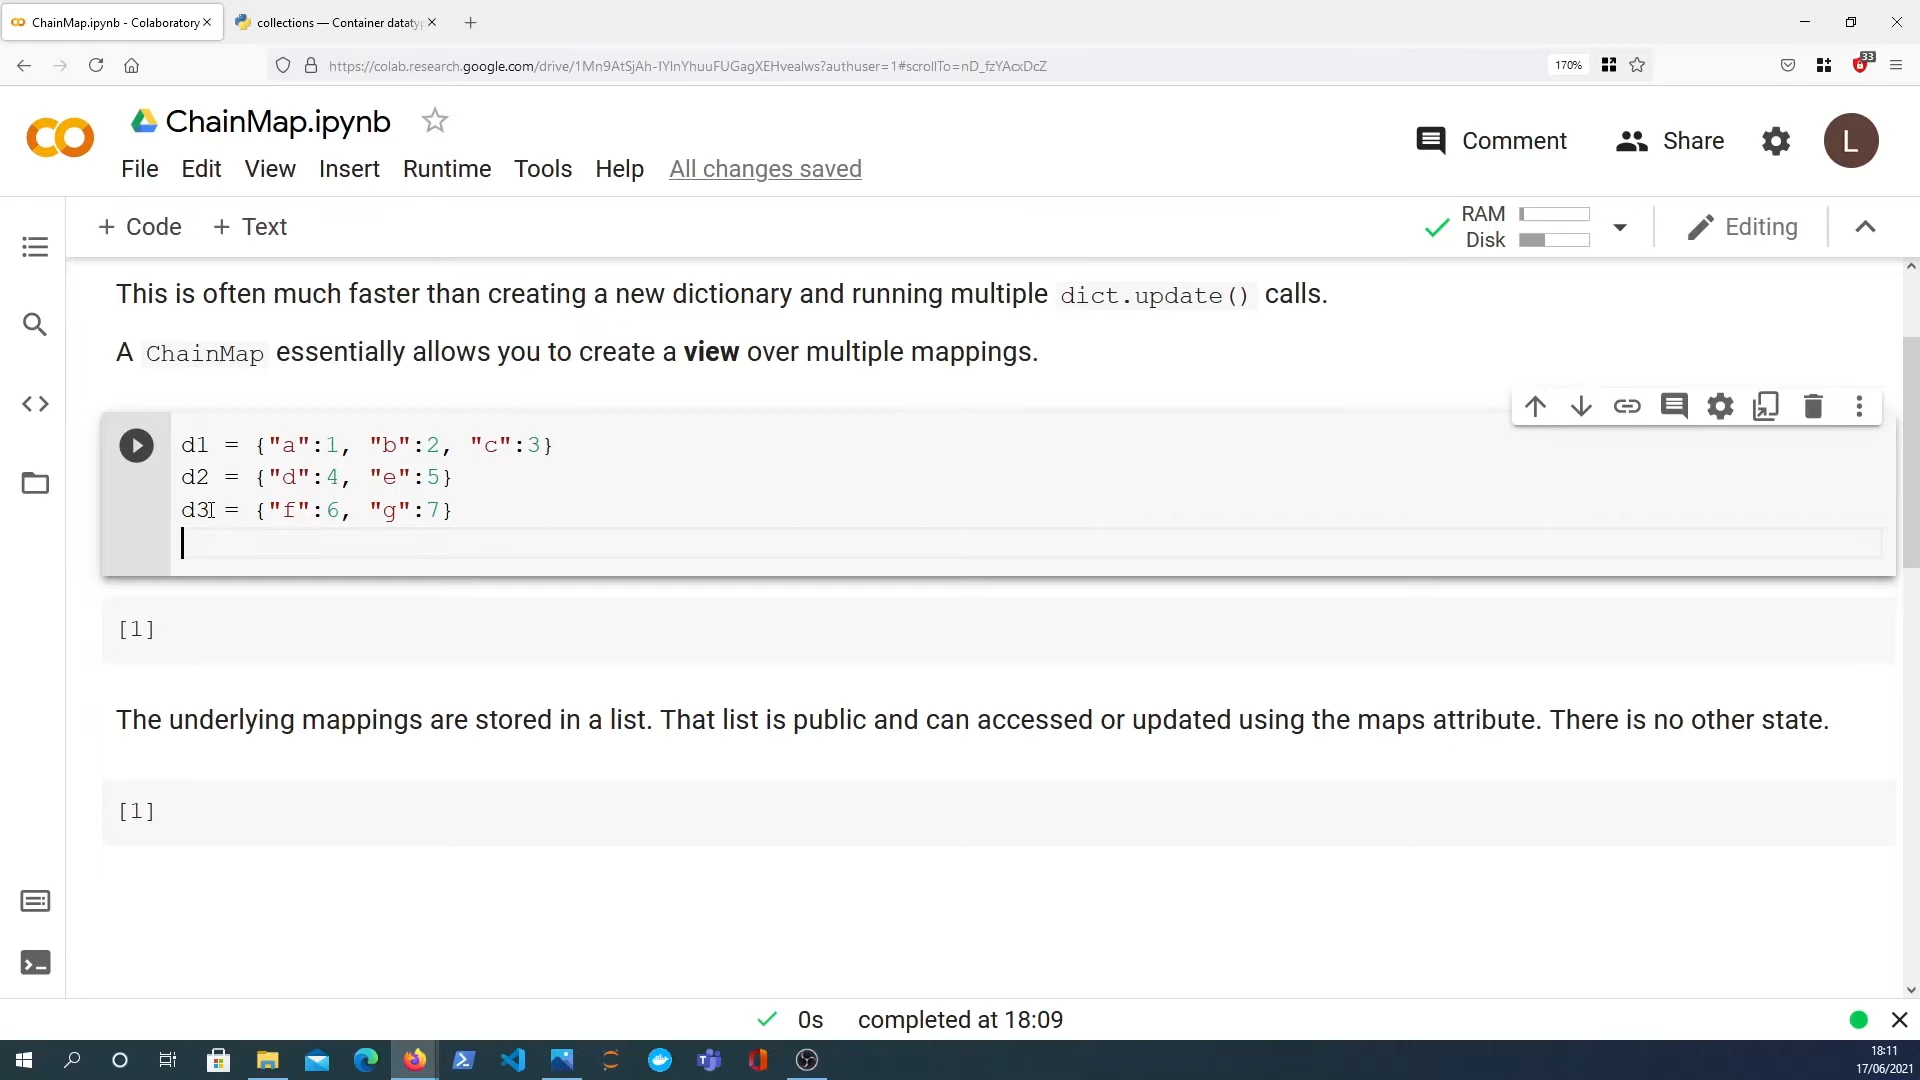 ChainMap.ipynb - Colaboratory
collections — Container dataty
https://colab.research.google.com/drive/1Mn9AtSjAh-IYlnYhuuFUGagXEHvealws?authuser=1#scrollTo=nD_fzYAcxDcZ
170%
33
ChainMap.ipynb
Comment
Share
L
File Edit View Insert Runtime Tools Help All changes saved
+ Code + Text
RAM
Disk
Editing
This is often much faster than creating a new dictionary and running multiple dict.update() calls.
A ChainMap essentially allows you to create a view over multiple mappings.
d1 = {"a":1, "b":2, "c":3}
d2 = {"d":4, "e":5}
d3 = {"f":6, "g":7}
[1]
The underlying mappings are stored in a list. That list is public and can accessed or updated using the maps attribute. There is no other state.
[1]
0s completed at 18:09
18:11
17/06/2021